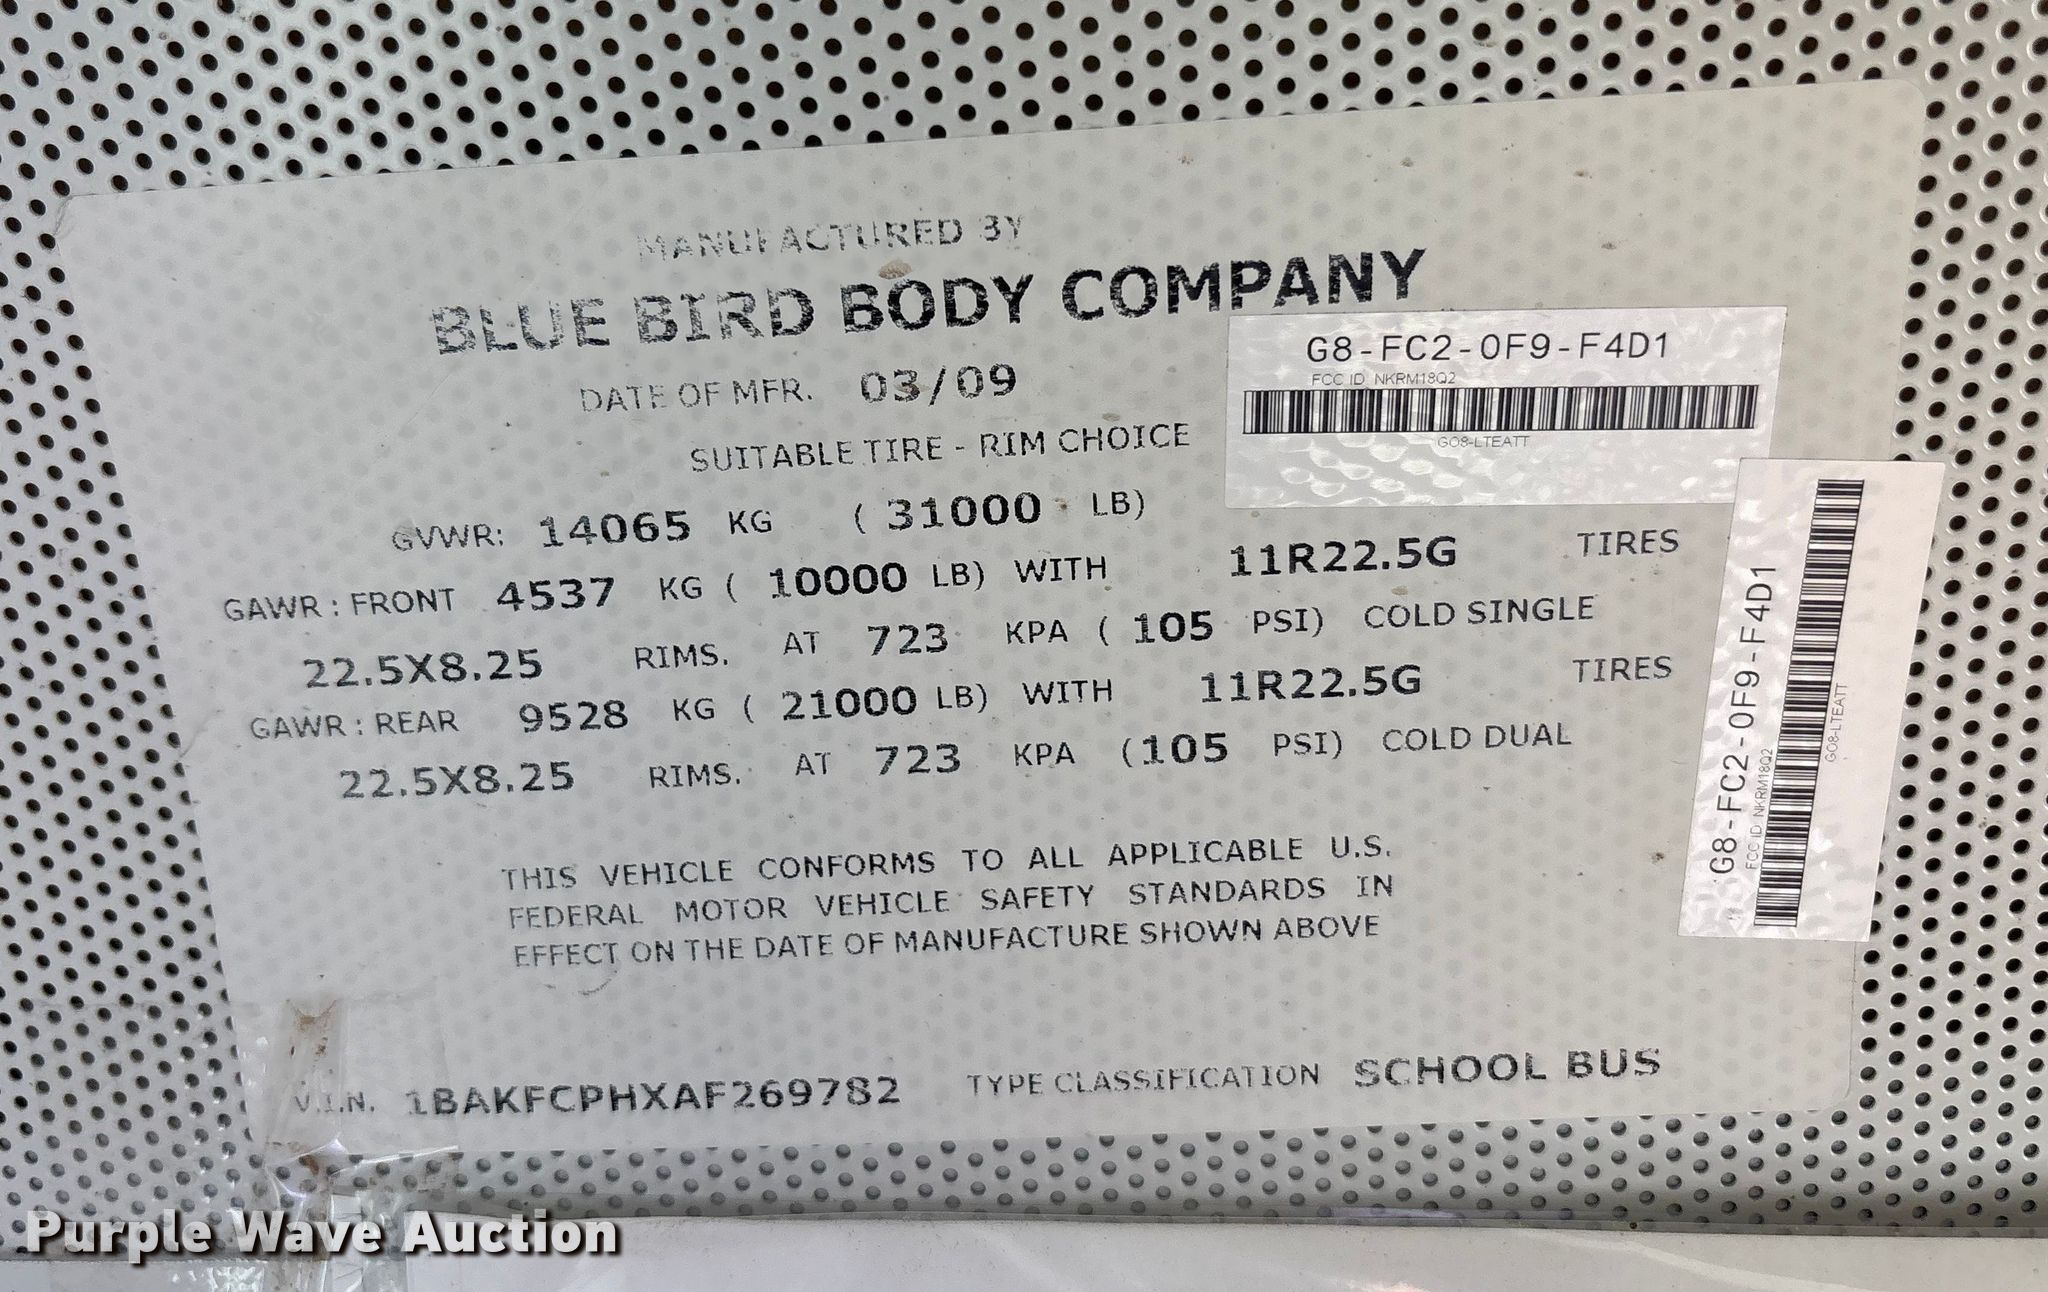 MANUFACTURED BY
BLUE BIRD BODY COMPANY
DATE OF MFR. 03/09
SUITABLE TIRE - RIM CHOICE
GVWR: 14065 KG (31000 LB)
GAWR: FRONT 4537 KG (10000 LB) WITH 11R22.5G TIRES
22.5X8.25 RIMS. AT 723 KPA (105 PSI) COLD SINGLE
GAWR: REAR 9528 KG (21000 LB) WITH 11R22.5G TIRES
22.5X8.25 RIMS. AT 723 KPA (105 PSI) COLD DUAL
THIS VEHICLE CONFORMS TO ALL APPLICABLE U.S.
FEDERAL MOTOR VEHICLE SAFETY STANDARDS IN
EFFECT ON THE DATE OF MANUFACTURE SHOWN ABOVE
V.I.N. 1BAKFCPHXAF269782 TYPE CLASSIFICATION SCHOOL BUS
G8-FC2-0F9-F4D1
FCC ID NKRM18Q2
GO8-LTEATT
G8-FC2-0F9-F4D1
FCC ID NKRM18Q2
GO8-LTEATT
Purple Wave Auction